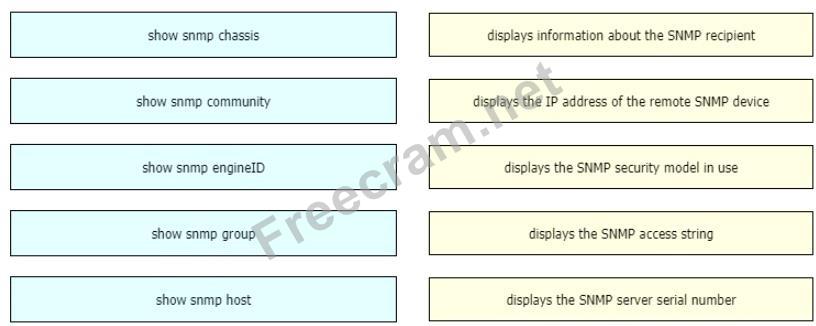 show snmp chassis
displays information about the SNMP recipient
show snmp community
displays the IP address of the remote SNMP device
show snmp engineID
displays the SNMP security model in use
show snmp group
displays the SNMP access string
show snmp host
displays the SNMP server serial number
Freecram.net